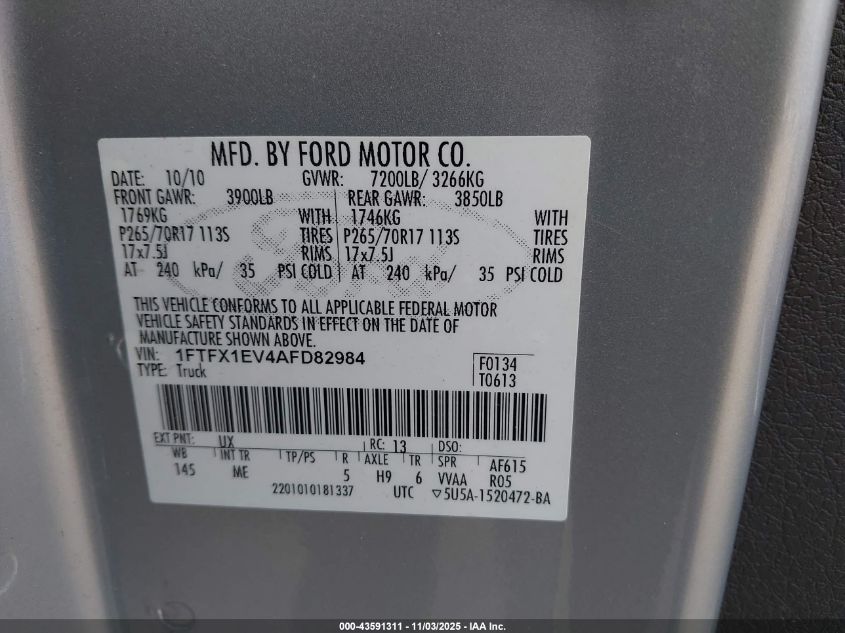 MFD. BY FORD MOTOR CO.
DATE: 10/10 GVWR: 7200LB/ 3266KG
FRONT GAWR: 3900LB REAR GAWR: 3850LB
1769KG WITH 1746KG WITH
P265/70R17 113S TIRES P265/70R17 113S TIRES
17x7.5J RIMS 17x7.5J RIMS
AT 240 kPa/ 35 PSI COLD AT 240 kPa/ 35 PSI COLD
THIS VEHICLE CONFORMS TO ALL APPLICABLE FEDERAL MOTOR
VEHICLE SAFETY STANDARDS IN EFFECT ON THE DATE OF
MANUFACTURE SHOWN ABOVE.
VIN: 1FTFX1EV4AFD82984 F0134
TYPE: Truck T0613
EXT PNT: UX RC: 13 DSO:
WB INT TR TP/PS R AXLE TR SPR AF615
145 ME 5 H9 6 VVAA R05
2201010181337 UTC ▽5U5A-1520472-BA
000-43591311 - 11/03/2025 - IAA Inc.